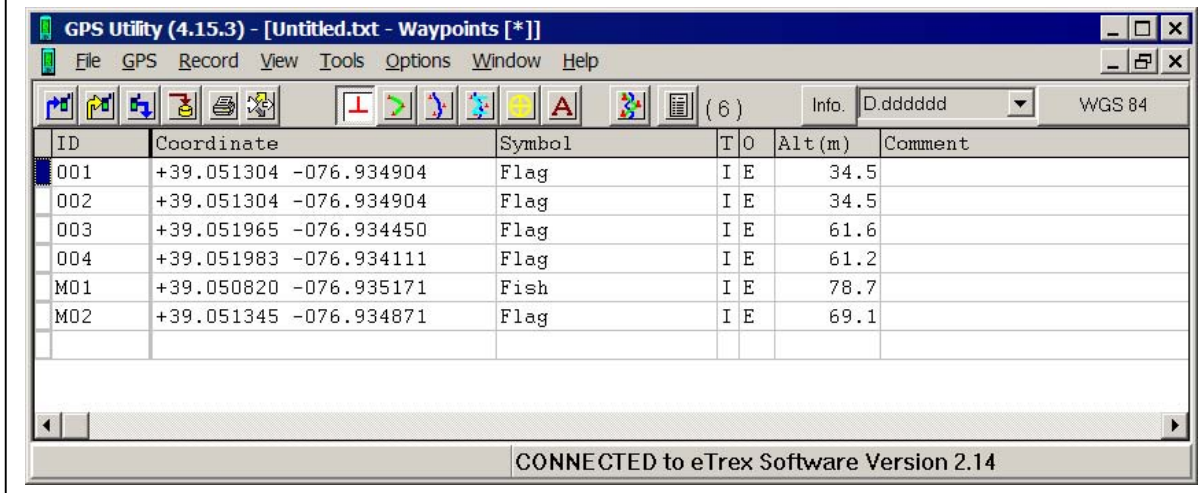 GPS Utility (4.15.3) - [Untitled.txt - Waypoints [*]]
File GPS Record View Tools Options Window Help
A (6) Info. D.dddddd WGS 84
ID Coordinate Symbol T O Alt(m) Comment
001 +39.051304 -076.934904 Flag I E 34.5
002 +39.051304 -076.934904 Flag I E 34.5
003 +39.051965 -076.934450 Flag I E 61.6
004 +39.051983 -076.934111 Flag I E 61.2
M01 +39.050820 -076.935171 Fish I E 78.7
M02 +39.051345 -076.934871 Flag I E 69.1
CONNECTED to eTrex Software Version 2.14